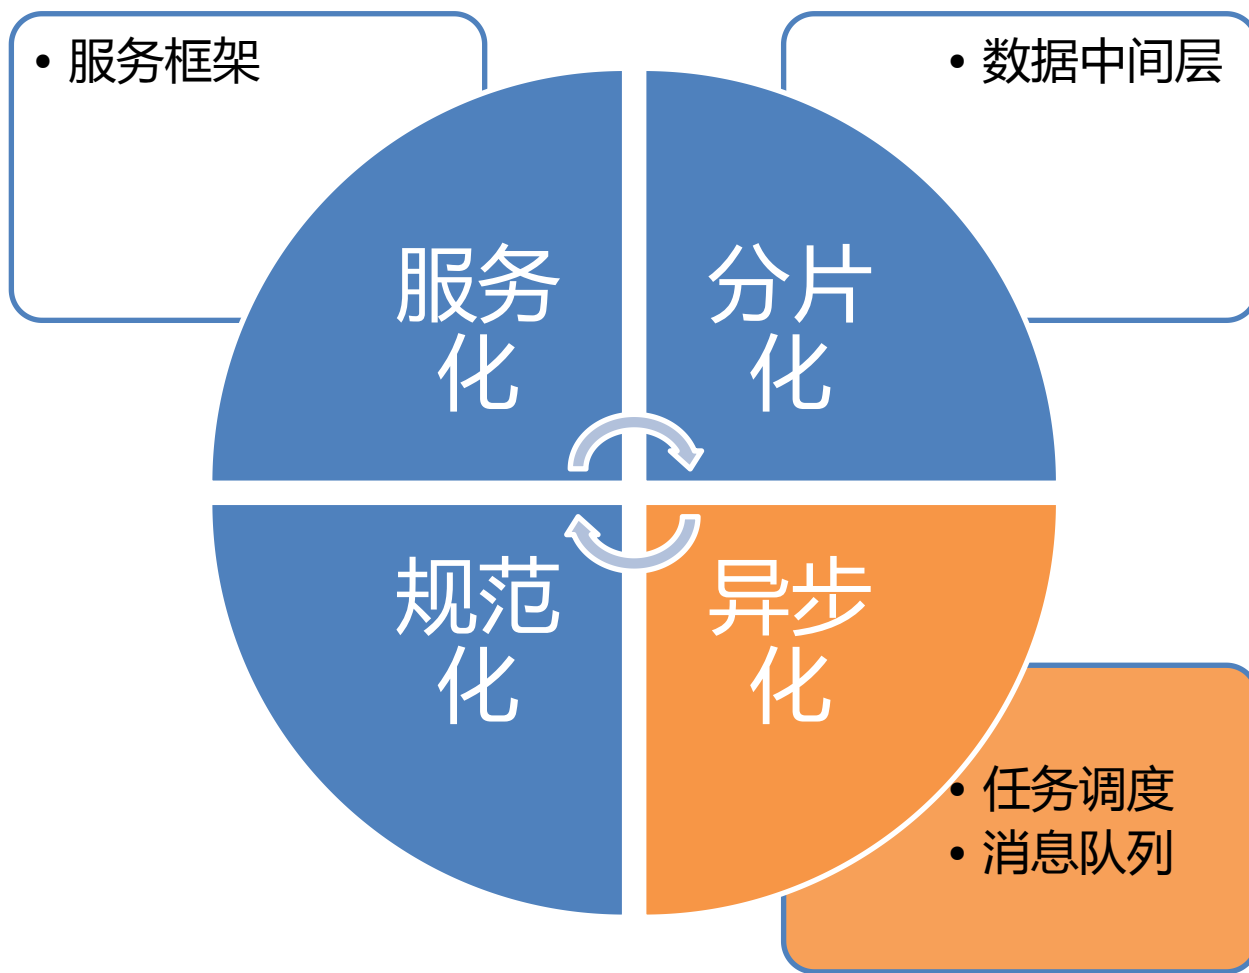 • 服务框架
• 数据中间层
服务
化
分片
化
规范
化
异步
化
• 任务调度
• 消息队列